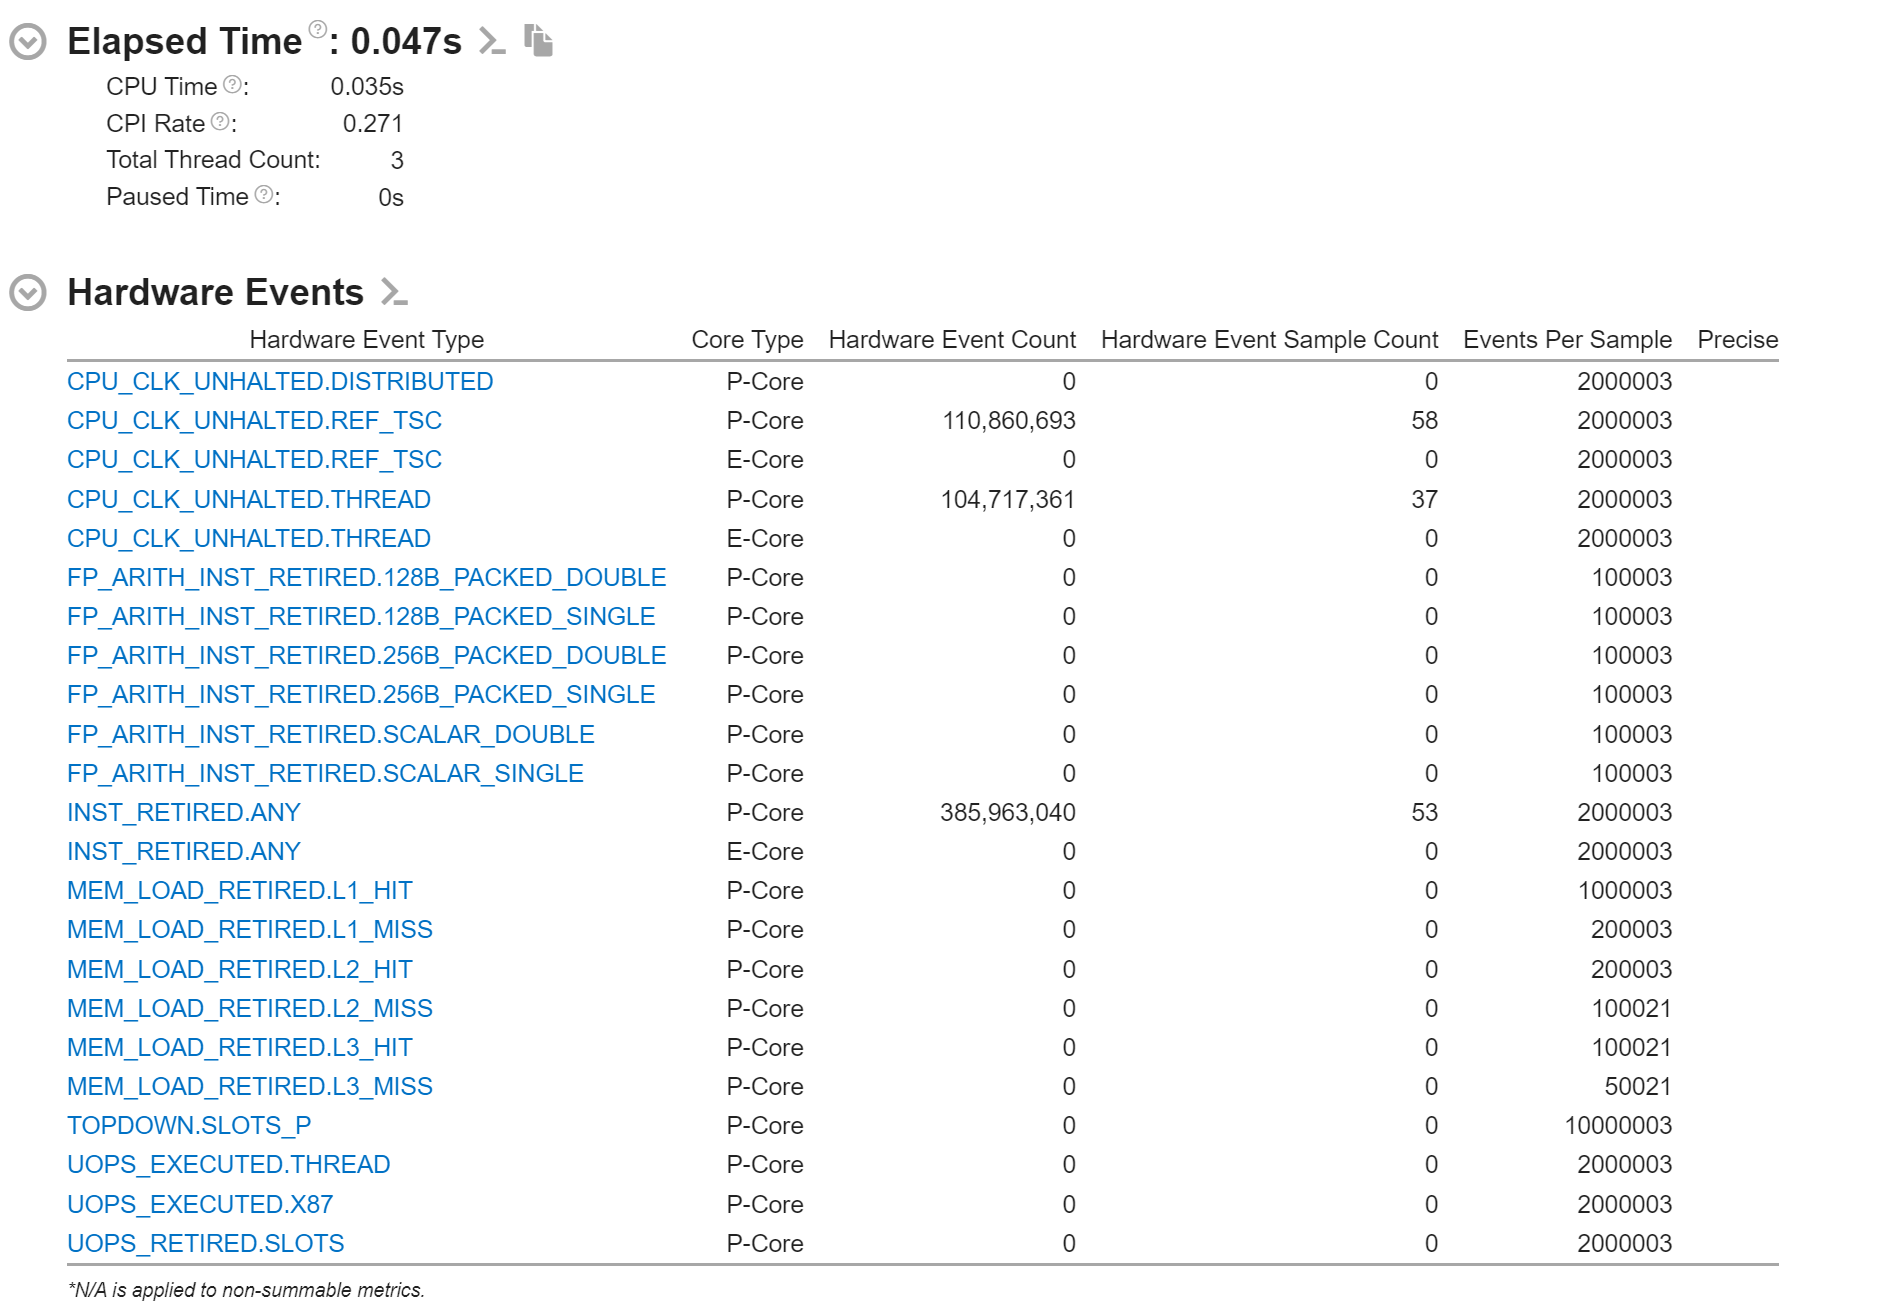 Elapsed Time ?: 0.047s
CPU Time ?: 0.035s
CPI Rate ?: 0.271
Total Thread Count: 3
Paused Time ?: 0s
Hardware Events
Hardware Event Type Core Type Hardware Event Count Hardware Event Sample Count Events Per Sample Precise
CPU_CLK_UNHALTED.DISTRIBUTED P-Core 0 0 2000003
CPU_CLK_UNHALTED.REF_TSC P-Core 110,860,693 58 2000003
CPU_CLK_UNHALTED.REF_TSC E-Core 0 0 2000003
CPU_CLK_UNHALTED.THREAD P-Core 104,717,361 37 2000003
CPU_CLK_UNHALTED.THREAD E-Core 0 0 2000003
FP_ARITH_INST_RETIRED.128B_PACKED_DOUBLE P-Core 0 0 100003
FP_ARITH_INST_RETIRED.128B_PACKED_SINGLE P-Core 0 0 100003
FP_ARITH_INST_RETIRED.256B_PACKED_DOUBLE P-Core 0 0 100003
FP_ARITH_INST_RETIRED.256B_PACKED_SINGLE P-Core 0 0 100003
FP_ARITH_INST_RETIRED.SCALAR_DOUBLE P-Core 0 0 100003
FP_ARITH_INST_RETIRED.SCALAR_SINGLE P-Core 0 0 100003
INST_RETIRED.ANY P-Core 385,963,040 53 2000003
INST_RETIRED.ANY E-Core 0 0 2000003
MEM_LOAD_RETIRED.L1_HIT P-Core 0 0 1000003
MEM_LOAD_RETIRED.L1_MISS P-Core 0 0 200003
MEM_LOAD_RETIRED.L2_HIT P-Core 0 0 200003
MEM_LOAD_RETIRED.L2_MISS P-Core 0 0 100021
MEM_LOAD_RETIRED.L3_HIT P-Core 0 0 100021
MEM_LOAD_RETIRED.L3_MISS P-Core 0 0 50021
TOPDOWN.SLOTS_P P-Core 0 0 10000003
UOPS_EXECUTED.THREAD P-Core 0 0 2000003
UOPS_EXECUTED.X87 P-Core 0 0 2000003
UOPS_RETIRED.SLOTS P-Core 0 0 2000003
*N/A is applied to non-summable metrics.